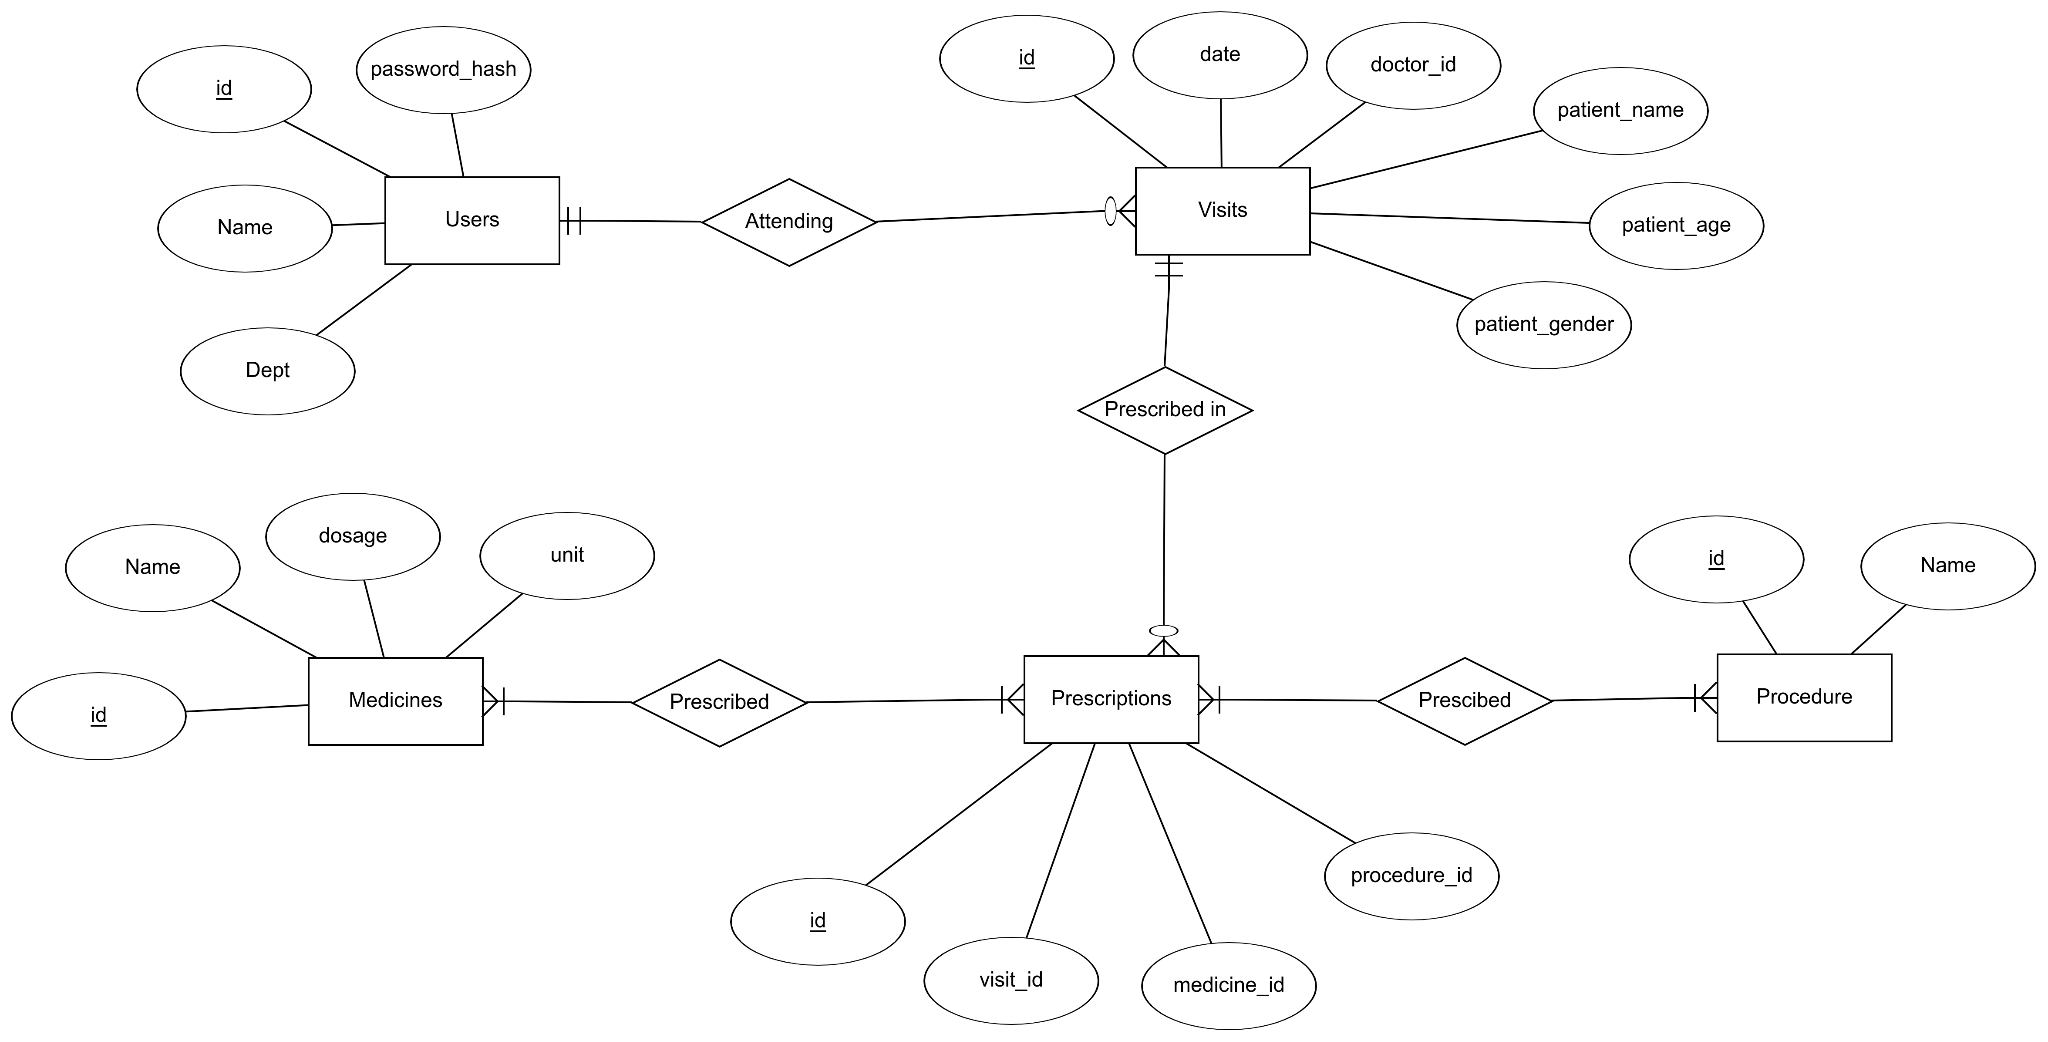 id
password_hash
Name
Dept
Users
Attending
id
date
doctor_id
patient_name
patient_age
patient_gender
Visits
Prescribed in
Name
dosage
unit
id
Medicines
Prescribed
Prescriptions
Prescibed
id
Name
Procedure
id
visit_id
medicine_id
procedure_id